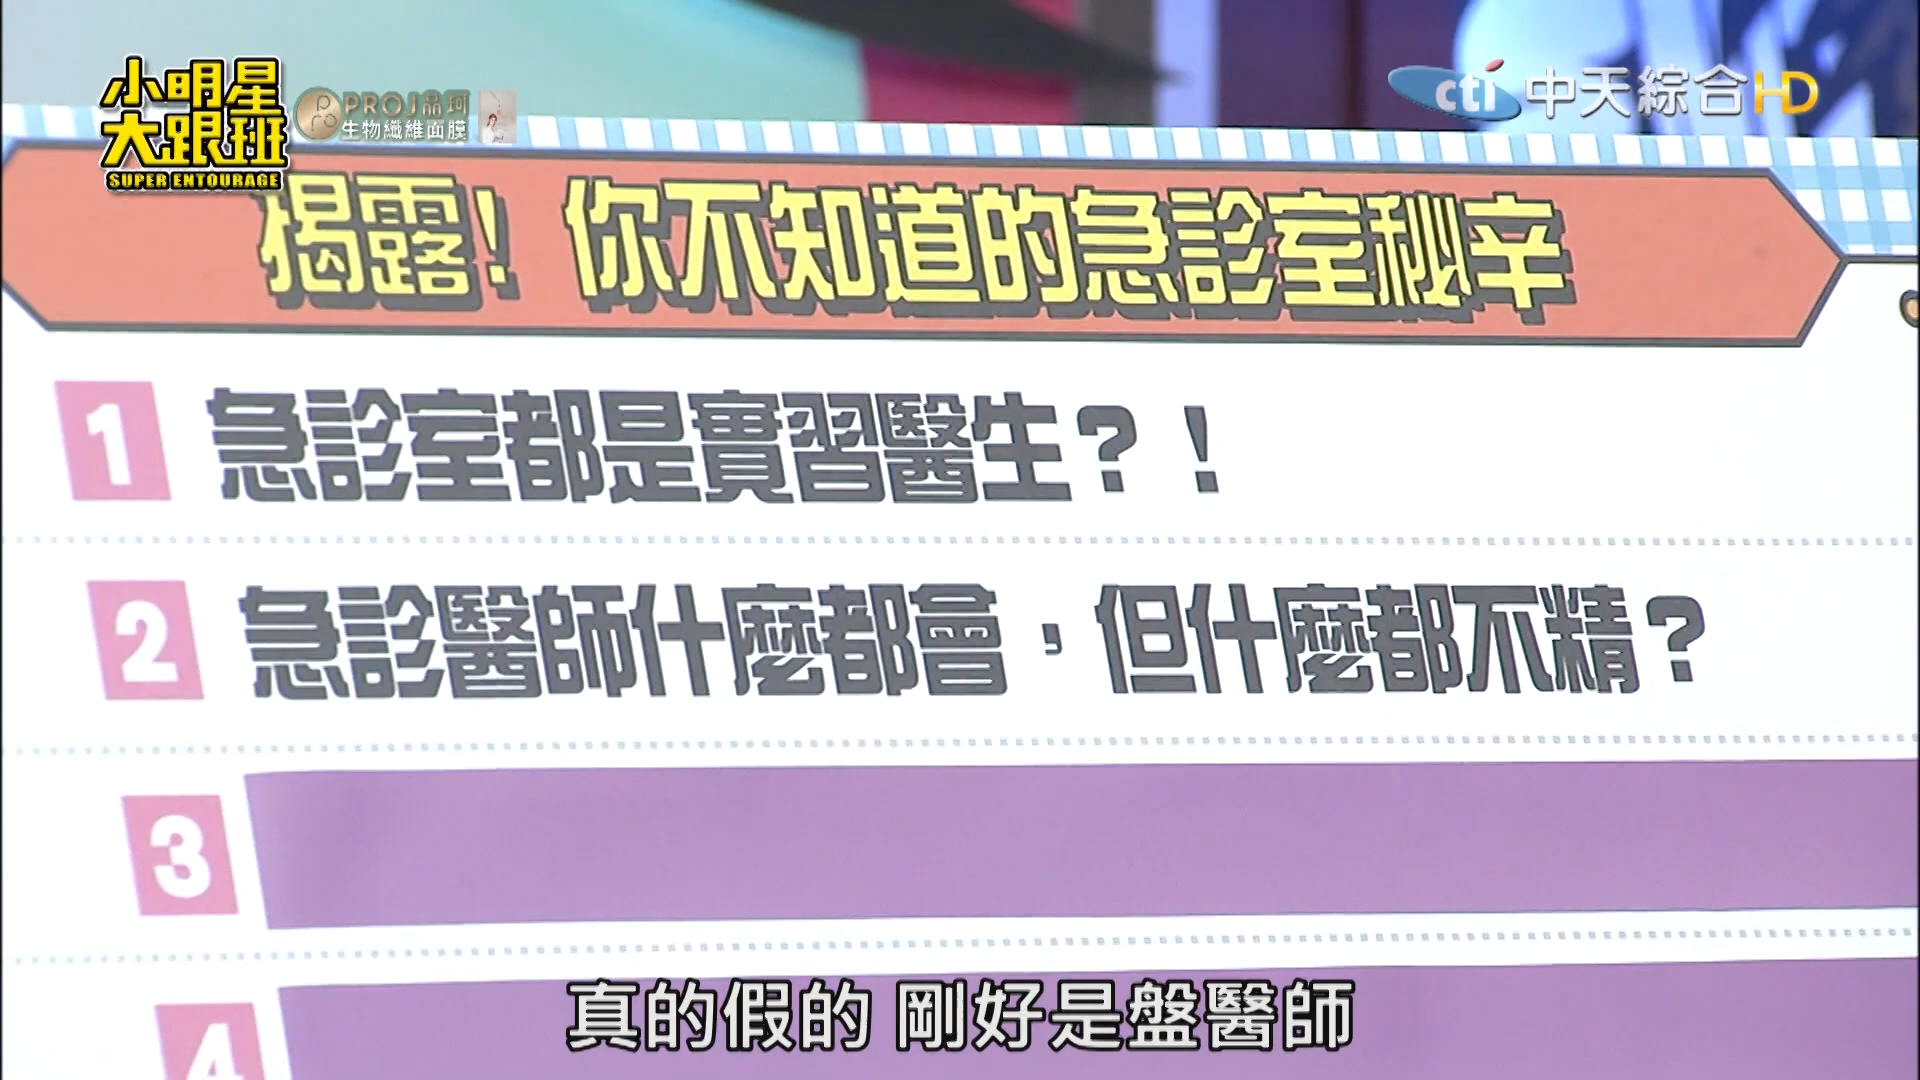 小明星
大跟班
SUPER ENTOURAGE
PRO PROJ品珂
生物纖維面膜
cti 中天綜合HD
揭露!你不知道的急診室秘辛
1 急診室都是實習醫生?!
2 急診醫師什麼都會,但什麼都不精?
3
4
真的假的 剛好是盤醫師